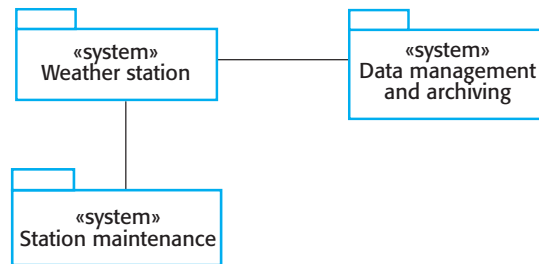 «system»
Weather station
«system»
Data management
and archiving
«system»
Station maintenance